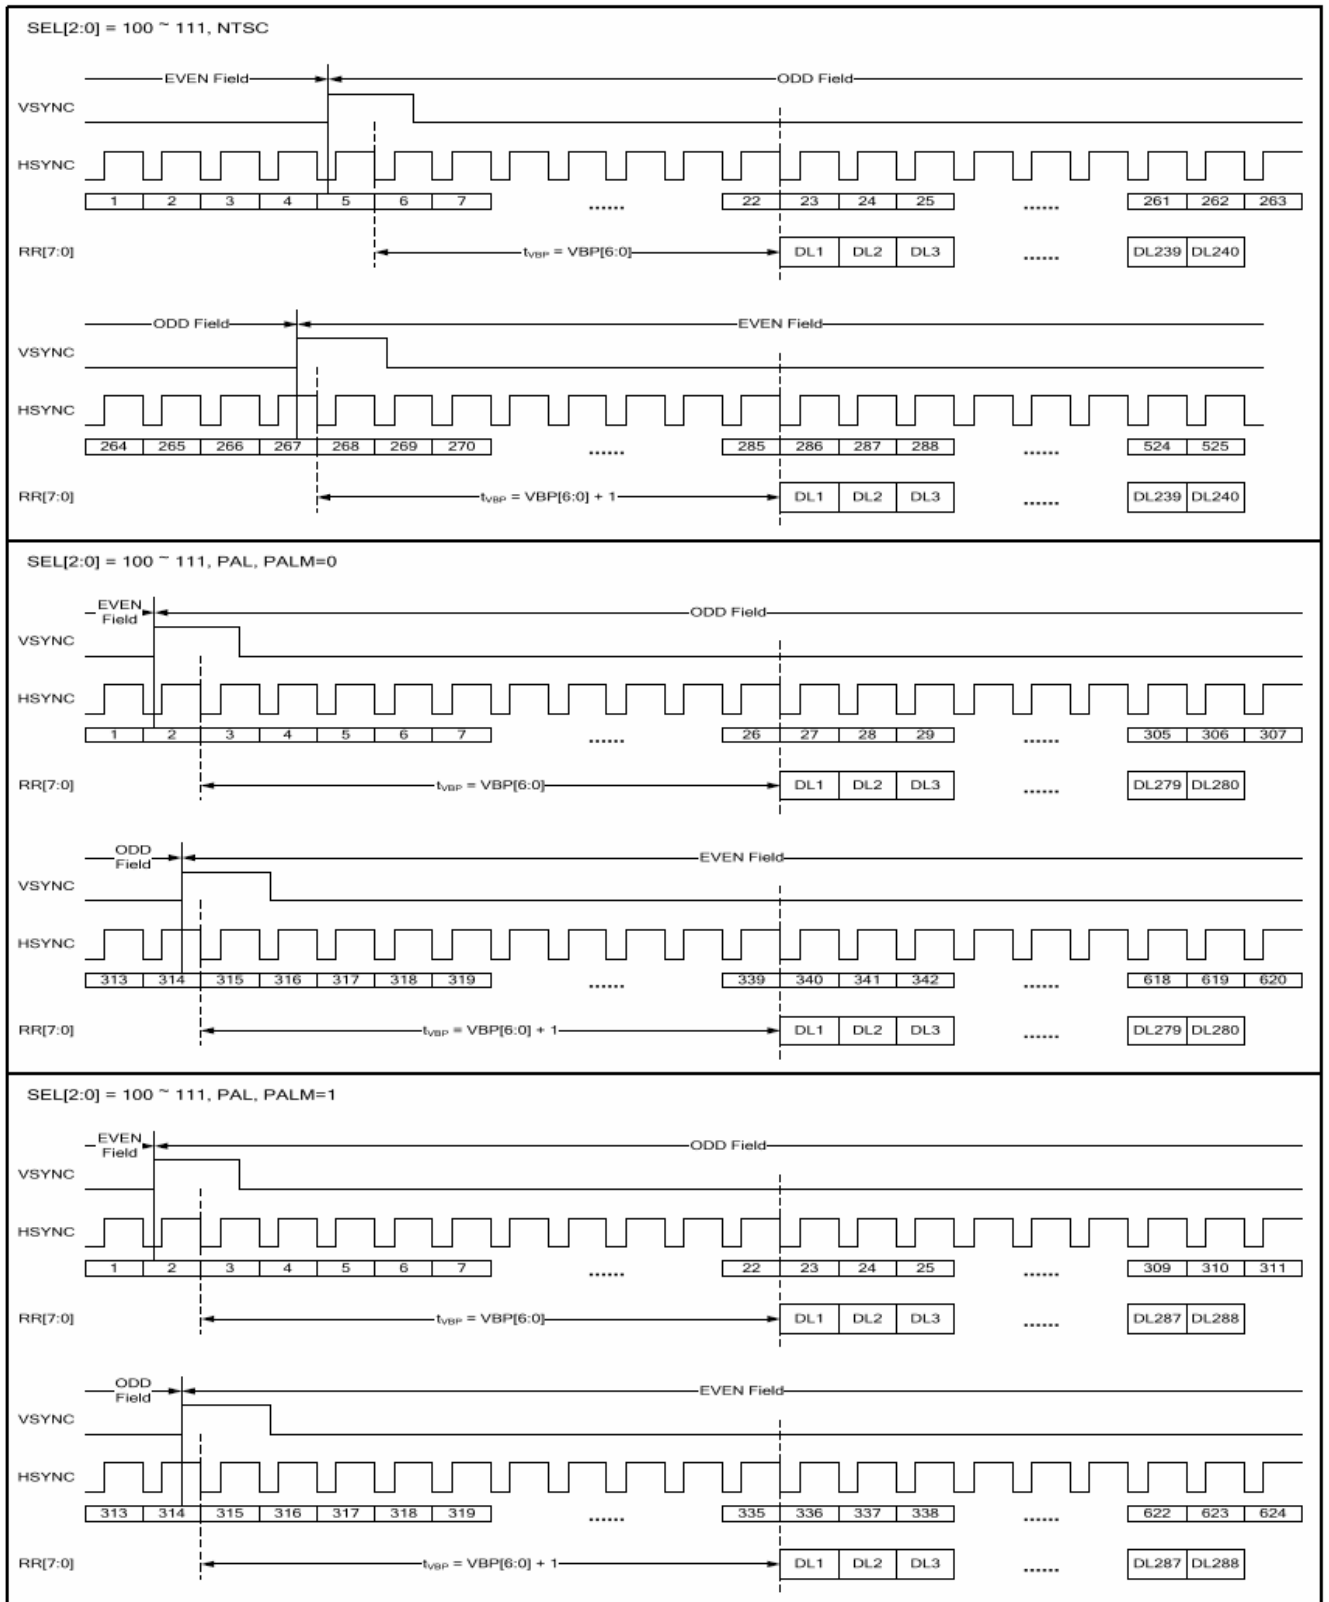 SEL[2:0] = 100 ~ 111, NTSC
EVEN Field ODD Field
VSYNC
HSYNC
1 2 3 4 5 6 7 ...... 22 23 24 25 ...... 261 262 263
RR[7:0] tVBP = VBP[6:0] DL1 DL2 DL3 ...... DL239 DL240
ODD Field EVEN Field
VSYNC
HSYNC
264 265 266 267 268 269 270 ...... 285 286 287 288 ...... 524 525
RR[7:0] tVBP = VBP[6:0] + 1 DL1 DL2 DL3 ...... DL239 DL240
SEL[2:0] = 100 ~ 111, PAL, PALM=0
EVEN Field ODD Field
VSYNC
HSYNC
1 2 3 4 5 6 7 ...... 26 27 28 29 ...... 305 306 307
RR[7:0] tVBP = VBP[6:0] DL1 DL2 DL3 ...... DL279 DL280
ODD Field EVEN Field
VSYNC
HSYNC
313 314 315 316 317 318 319 ...... 339 340 341 342 ...... 618 619 620
RR[7:0] tVBP = VBP[6:0] + 1 DL1 DL2 DL3 ...... DL279 DL280
SEL[2:0] = 100 ~ 111, PAL, PALM=1
EVEN Field ODD Field
VSYNC
HSYNC
1 2 3 4 5 6 7 ...... 22 23 24 25 ...... 309 310 311
RR[7:0] tVBP = VBP[6:0] DL1 DL2 DL3 ...... DL287 DL288
ODD Field EVEN Field
VSYNC
HSYNC
313 314 315 316 317 318 319 ...... 335 336 337 338 ...... 622 623 624
RR[7:0] tVBP = VBP[6:0] + 1 DL1 DL2 DL3 ...... DL287 DL288